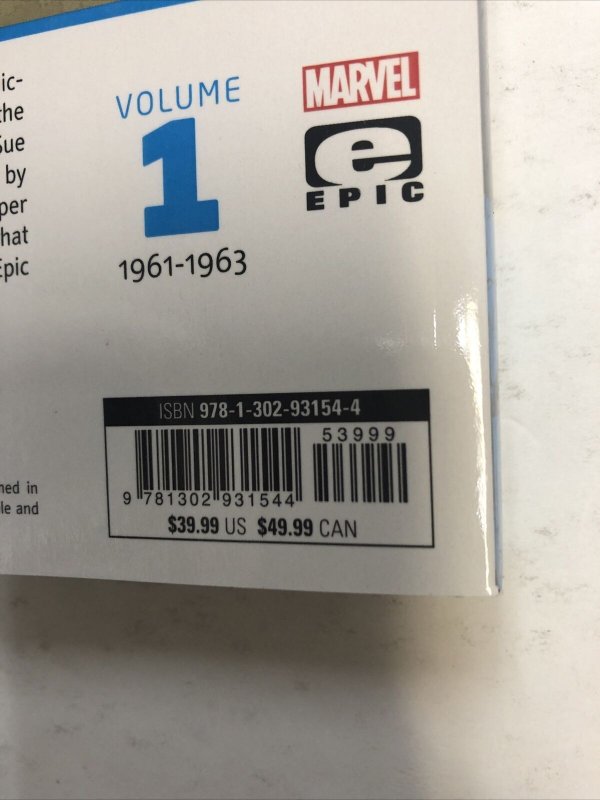 ic-
the
Sue
by
per
hat
Epic
VOLUME
1
1961-1963
MARVEL
e
EPIC
ned in
le and
ISBN 978-1-302-93154-4
53999
9 781302 931544
$39.99 US $49.99 CAN